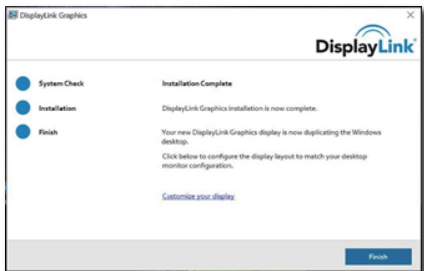 DisplayLink Graphics
DisplayLink
System Check
Installation
Finish
Installation Complete
DisplayLink Graphics installation is now complete.
Your new DisplayLink Graphics display is now duplicating the Windows
desktop.
Click below to configure the display layout to match your desktop
monitor configuration.
Customize your display
Finish